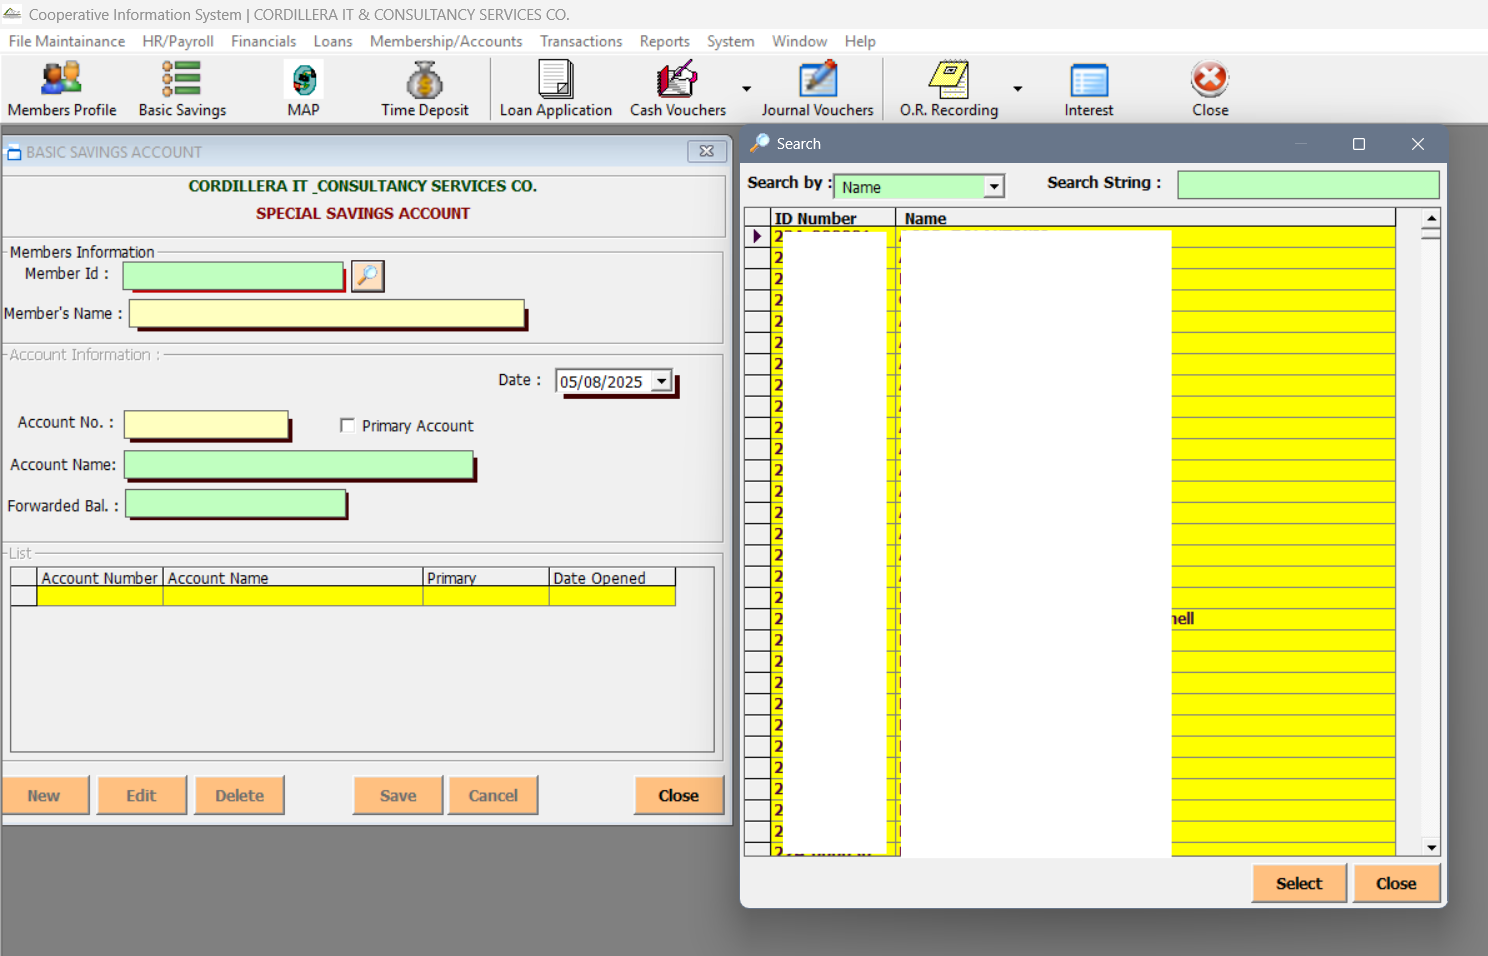 Cooperative Information System | CORDILLERA IT & CONSULTANCY SERVICES CO.
File Maintainance HR/Payroll Financials Loans Membership/Accounts Transactions Reports System Window Help
Members Profile Basic Savings MAP Time Deposit Loan Application Cash Vouchers Journal Vouchers O.R. Recording Interest Close
BASIC SAVINGS ACCOUNT
CORDILLERA IT _CONSULTANCY SERVICES CO.
SPECIAL SAVINGS ACCOUNT
Members Information
Member Id :
Member's Name :
Account Information :
Date : 05/08/2025
Account No. : Primary Account
Account Name:
Forwarded Bal. :
List
Account Number Account Name Primary Date Opened
New Edit Delete Save Cancel Close
Search
Search by : Name Search String :
ID Number Name
Select Close